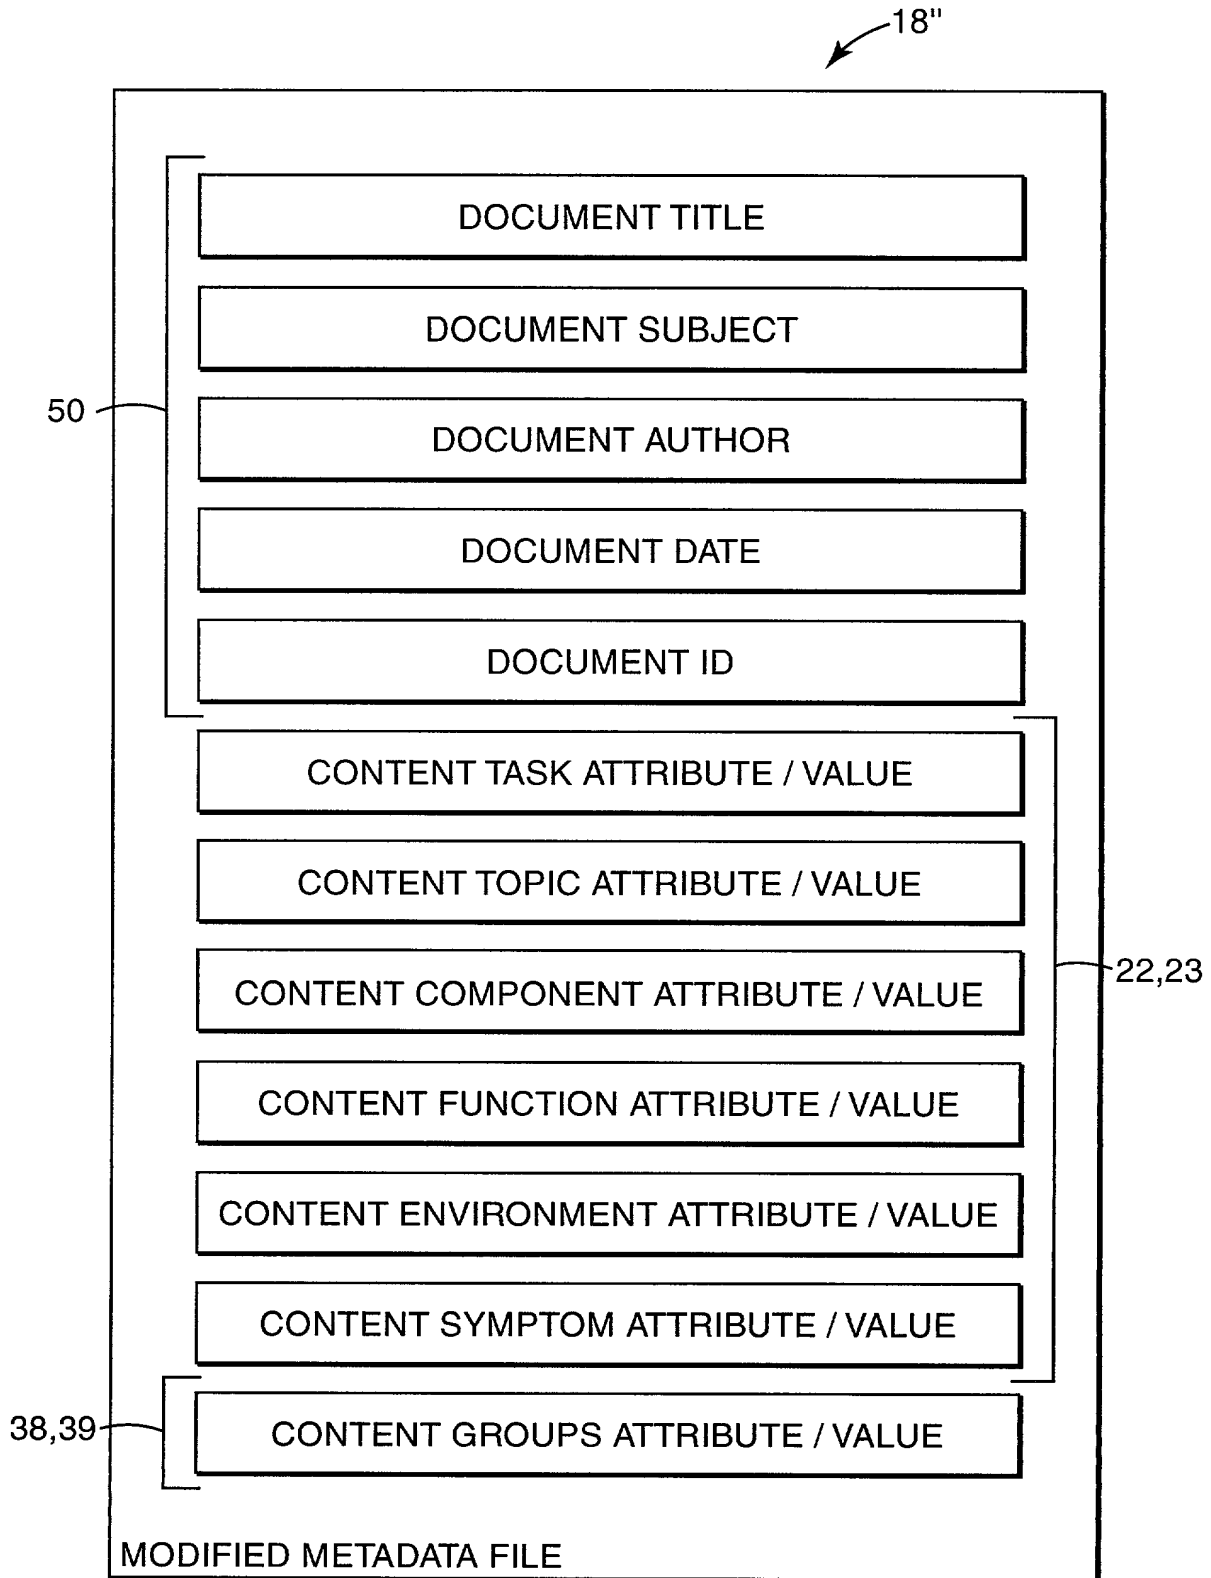 18"
DOCUMENT TITLE
DOCUMENT SUBJECT
50
DOCUMENT AUTHOR
DOCUMENT DATE
DOCUMENT ID
CONTENT TASK ATTRIBUTE / VALUE
CONTENT TOPIC ATTRIBUTE / VALUE
22,23
CONTENT COMPONENT ATTRIBUTE / VALUE
CONTENT FUNCTION ATTRIBUTE / VALUE
CONTENT ENVIRONMENT ATTRIBUTE / VALUE
CONTENT SYMPTOM ATTRIBUTE / VALUE
38,39
CONTENT GROUPS ATTRIBUTE / VALUE
MODIFIED METADATA FILE